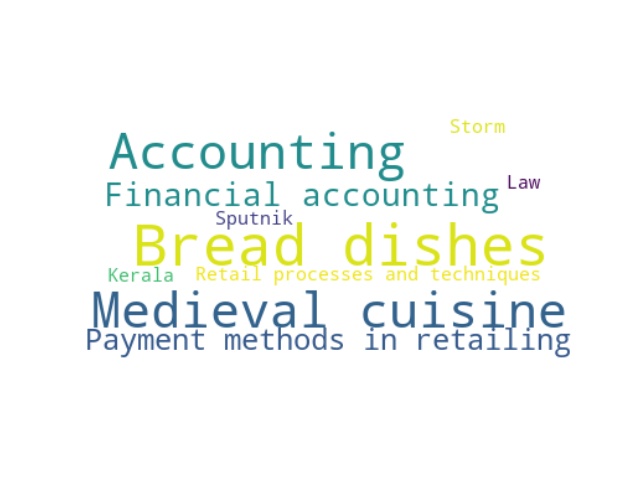 Storm
Accounting
Law
Financial accounting
Sputnik
Bread dishes
Kerala
Retail processes and techniques
Medieval cuisine
Payment methods in retailing